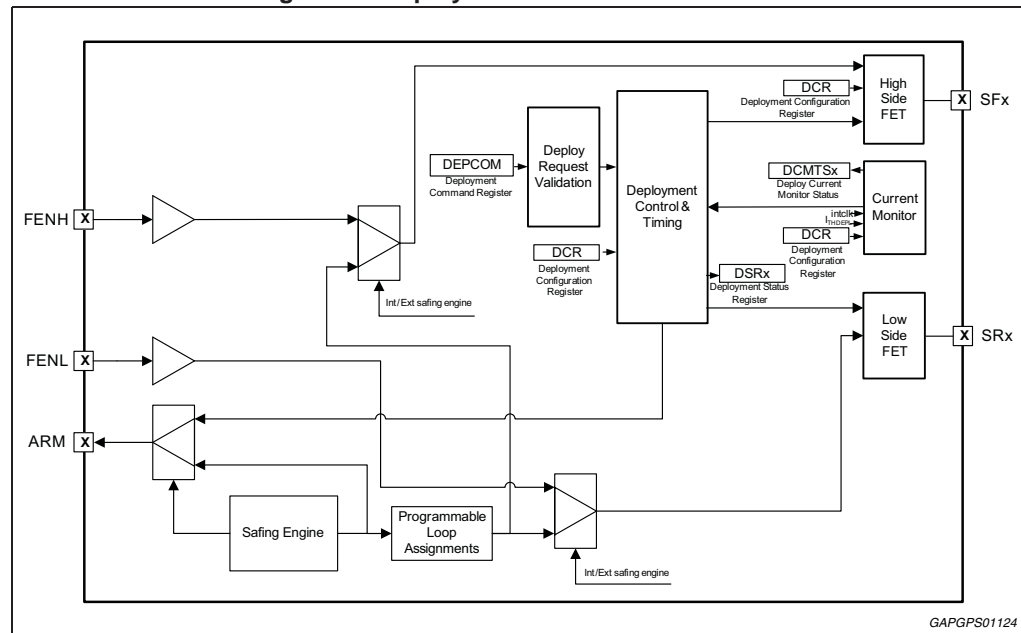 High
Side
FET
DCR
Deployment Configuration
Register
X
SFx
DEPCOM
Deployment
Command Register
Deploy
Request
Validation
Deployment
Control &
Timing
DCMTSx
Deploy Current
Monitor Status
Current
Monitor
intclk
ITHDEPL
DCR
Deployment
Configuration
Register
FENH
X
DCR
Deployment
Configuration
Register
DSRx
Deployment Status
Register
Int/Ext safing engine
Low
Side
FET
X
SRx
FENL
X
ARM
X
Safing Engine
Programmable
Loop
Assignments
Int/Ext safing engine
GAPGPS01124